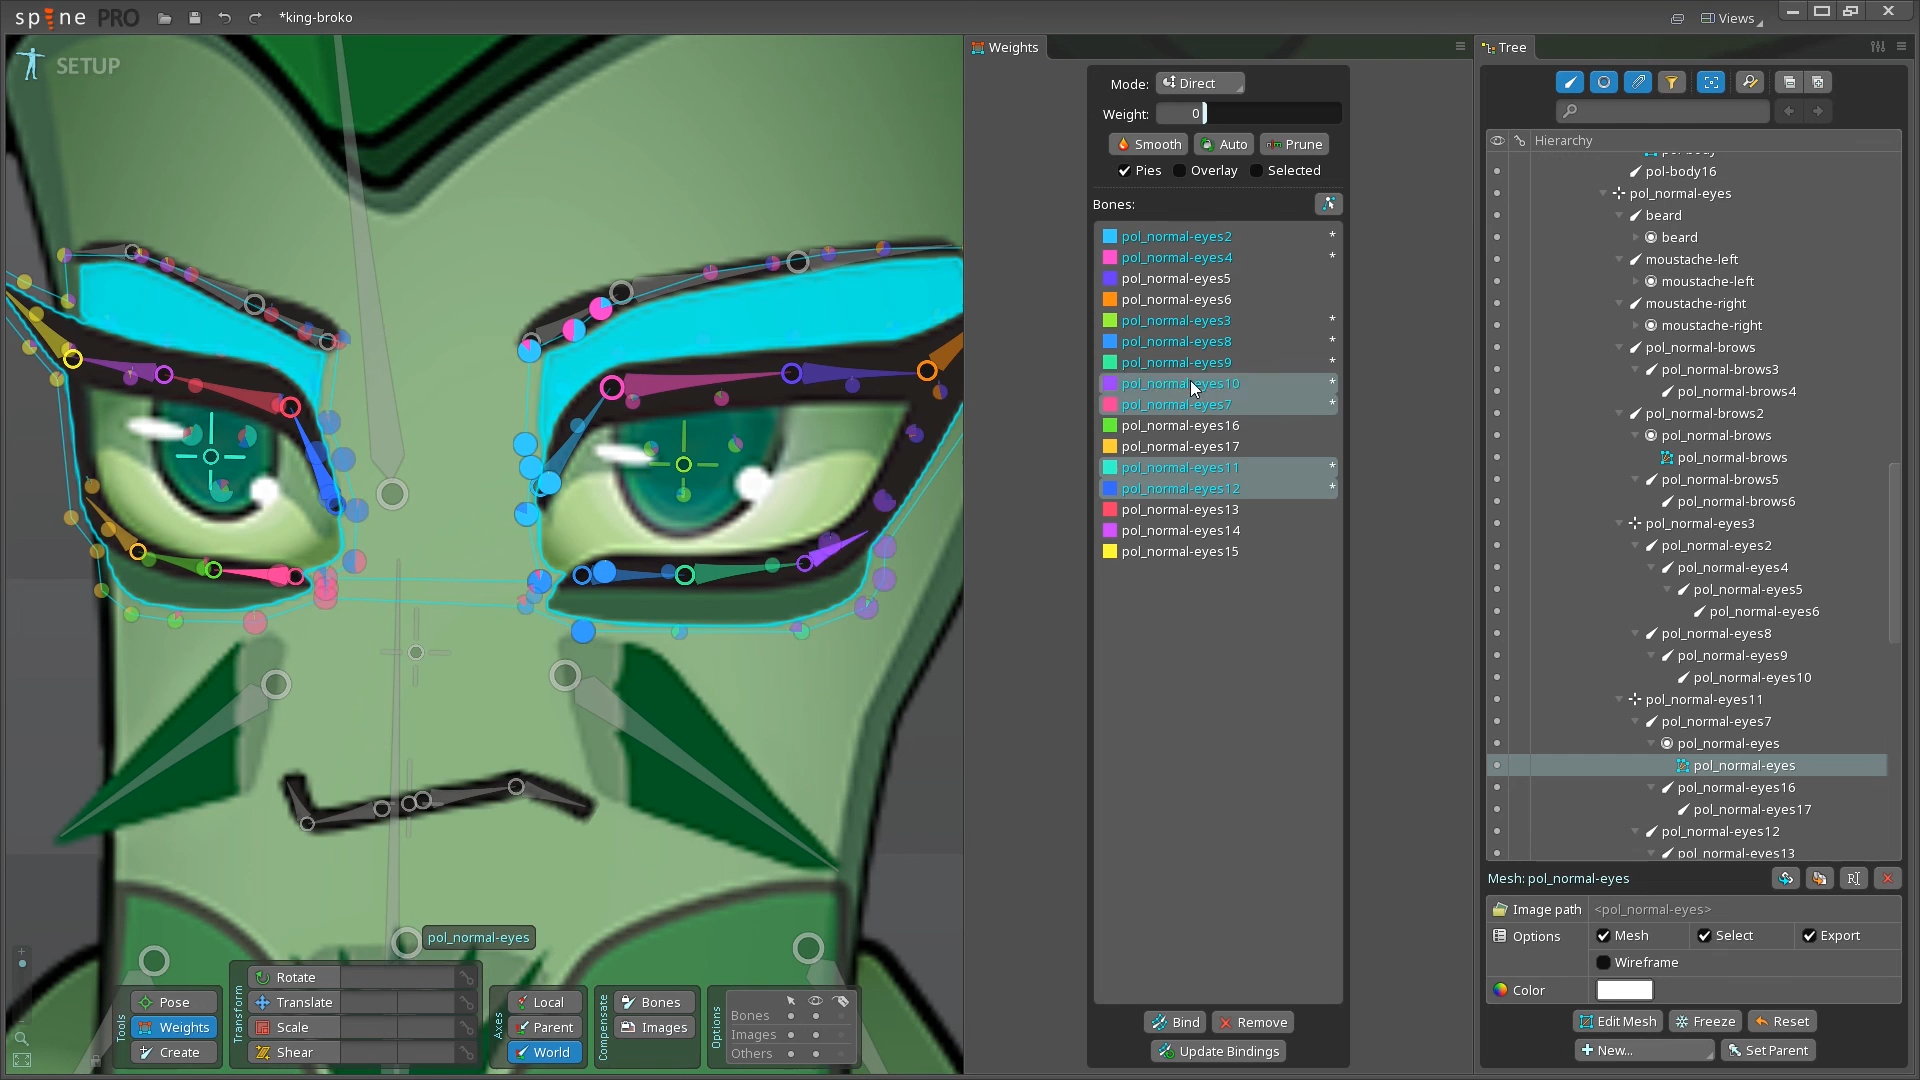 spine PRO
*king-broko
Views
SETUP
Weights
Mode: Direct
Weight: 0
Smooth Auto Prune
Pies Overlay Selected
Bones:
pol_normal-eyes2 *
pol_normal-eyes4 *
pol_normal-eyes5
pol_normal-eyes6
pol_normal-eyes3 *
pol_normal-eyes8 *
pol_normal-eyes9 *
pol_normal-eyes10 *
pol_normal-eyes7 *
pol_normal-eyes16
pol_normal-eyes17
pol_normal-eyes11 *
pol_normal-eyes12 *
pol_normal-eyes13
pol_normal-eyes14
pol_normal-eyes15
Bind Remove
Update Bindings
Tree
Hierarchy
pol-body
pol-body16
pol_normal-eyes
beard
beard
moustache-left
moustache-left
moustache-right
moustache-right
pol_normal-brows
pol_normal-brows3
pol_normal-brows4
pol_normal-brows2
pol_normal-brows
pol_normal-brows
pol_normal-brows5
pol_normal-brows6
pol_normal-eyes3
pol_normal-eyes2
pol_normal-eyes4
pol_normal-eyes5
pol_normal-eyes6
pol_normal-eyes8
pol_normal-eyes9
pol_normal-eyes10
pol_normal-eyes11
pol_normal-eyes7
pol_normal-eyes
pol_normal-eyes
pol_normal-eyes16
pol_normal-eyes17
pol_normal-eyes12
pol_normal-eyes13
Mesh: pol_normal-eyes
Image path <pol_normal-eyes>
Options Mesh Select Export
Wireframe
Color
Edit Mesh Freeze Reset
New... Set Parent
pol_normal-eyes
Tools
Pose
Weights
Create
Transform
Rotate
Translate
Scale
Shear
Axes
Local
Parent
World
Compensate
Bones
Images
Options
Bones
Images
Others